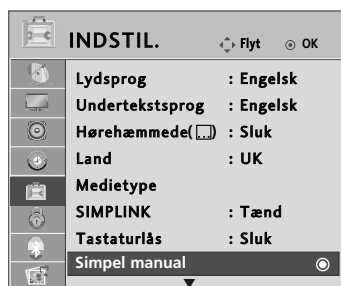 INDSTIL. Flyt OK
Lydsprog : Engelsk
Undertekstsprog : Engelsk
Hørehæmmede( ) : Sluk
Land : UK
Medietype
SIMPLINK : Tænd
Tastaturlås : Sluk
Simpel manual